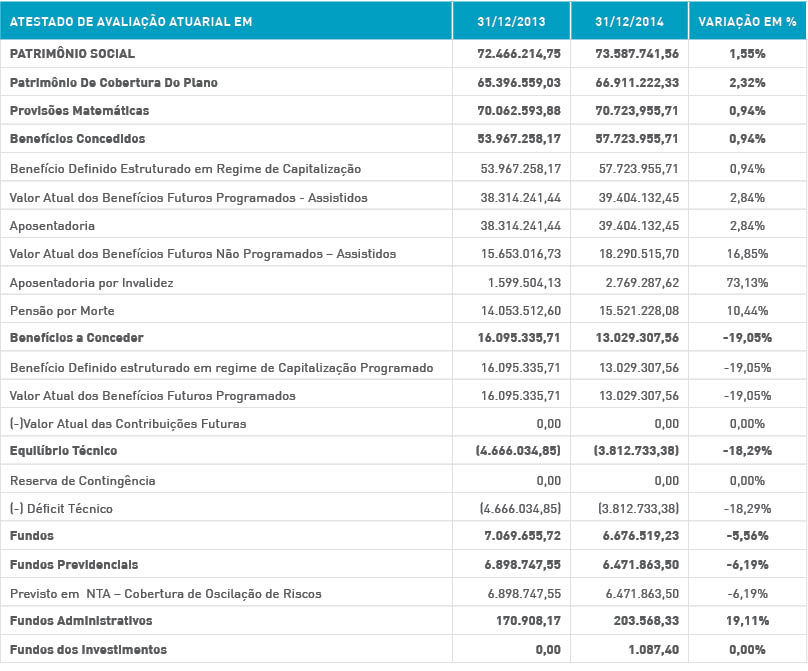 ATESTADO DE AVALIAÇÃO ATUARIAL EM 31/12/2013 31/12/2014 VARIAÇÃO EM %
PATRIMÔNIO SOCIAL 72.466.214,75 73.587.741,56 1,55%
Patrimônio De Cobertura Do Plano 65.396.559,03 66.911.222,33 2,32%
Provisões Matemáticas 70.062.593,88 70.723,955,71 0,94%
Benefícios Concedidos 53.967.258,17 57.723.955,71 0,94%
Benefício Definido Estruturado em Regime de Capitalização 53.967.258,17 57.723.955,71 0,94%
Valor Atual dos Benefícios Futuros Programados - Assistidos 38.314.241,44 39.404.132,45 2,84%
Aposentadoria 38.314.241,44 39.404.132,45 2,84%
Valor Atual dos Benefícios Futuros Não Programados – Assistidos 15.653.016,73 18.290.515,70 16,85%
Aposentadoria por Invalidez 1.599.504,13 2.769.287,62 73,13%
Pensão por Morte 14.053.512,60 15.521.228,08 10,44%
Benefícios a Conceder 16.095.335,71 13.029.307,56 -19,05%
Benefício Definido estruturado em regime de Capitalização Programado 16.095.335,71 13.029.307,56 -19,05%
Valor Atual dos Benefícios Futuros Programados 16.095.335,71 13.029.307,56 -19,05%
(-)Valor Atual das Contribuições Futuras 0,00 0,00 0,00%
Equilíbrio Técnico (4.666.034,85) (3.812.733,38) -18,29%
Reserva de Contingência 0,00 0,00 0,00%
(-) Déficit Técnico (4.666.034,85) (3.812.733,38) -18,29%
Fundos 7.069.655,72 6.676.519,23 -5,56%
Fundos Previdenciais 6.898.747,55 6.471.863,50 -6,19%
Previsto em NTA – Cobertura de Oscilação de Riscos 6.898.747,55 6.471.863,50 -6,19%
Fundos Administrativos 170.908,17 203.568,33 19,11%
Fundos dos Investimentos 0,00 1.087,40 0,00%